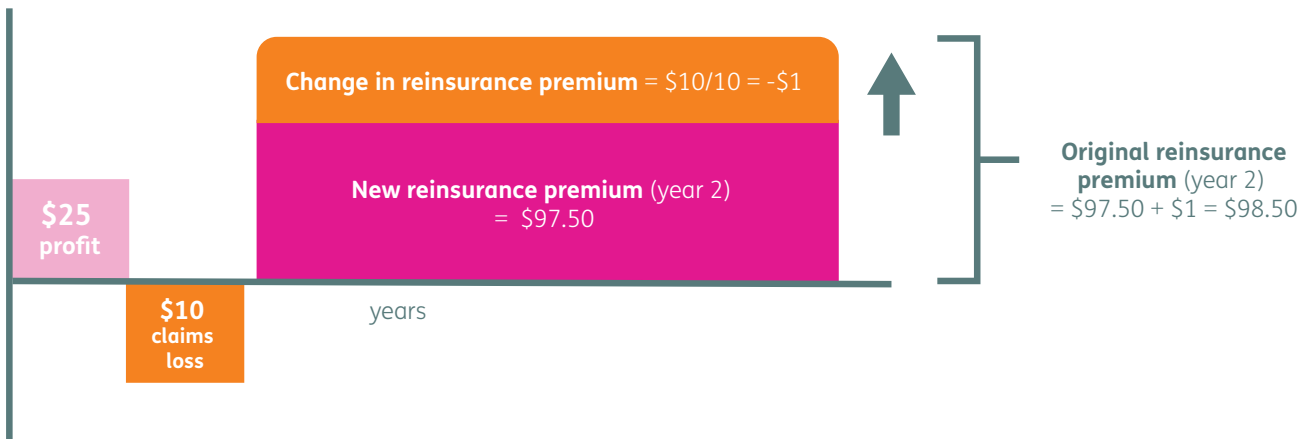 Change in reinsurance premium = $10/10 = -$1
New reinsurance premium (year 2)
= $97.50
$25
profit
$10
claims
loss
years
Original reinsurance
premium (year 2)
= $97.50 + $1 = $98.50